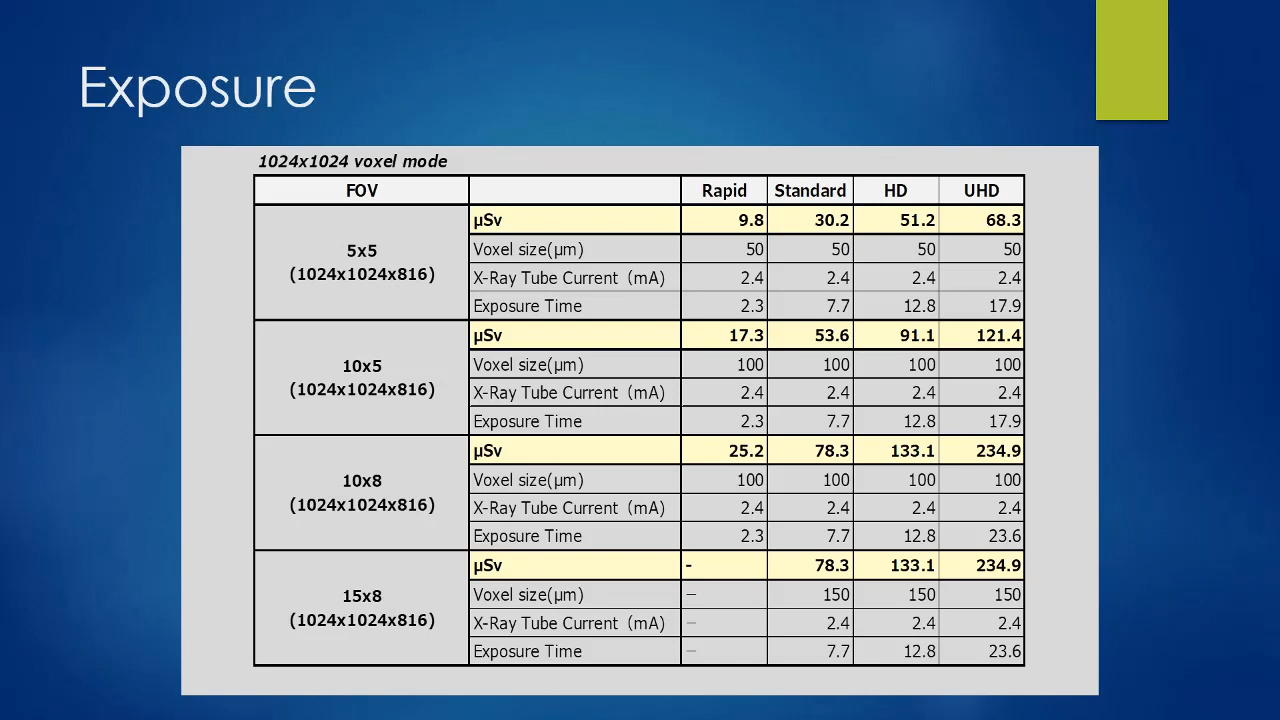 Exposure
1024x1024 voxel mode
FOV Rapid Standard HD UHD
5x5
(1024x1024x816)
µSv 9.8 30.2 51.2 68.3
Voxel size(µm) 50 50 50 50
X-Ray Tube Current（mA） 2.4 2.4 2.4 2.4
Exposure Time 2.3 7.7 12.8 17.9
10x5
(1024x1024x816)
µSv 17.3 53.6 91.1 121.4
Voxel size(µm) 100 100 100 100
X-Ray Tube Current（mA） 2.4 2.4 2.4 2.4
Exposure Time 2.3 7.7 12.8 17.9
10x8
(1024x1024x816)
µSv 25.2 78.3 133.1 234.9
Voxel size(µm) 100 100 100 100
X-Ray Tube Current（mA） 2.4 2.4 2.4 2.4
Exposure Time 2.3 7.7 12.8 23.6
15x8
(1024x1024x816)
µSv - 78.3 133.1 234.9
Voxel size(µm) – 150 150 150
X-Ray Tube Current（mA） – 2.4 2.4 2.4
Exposure Time – 7.7 12.8 23.6